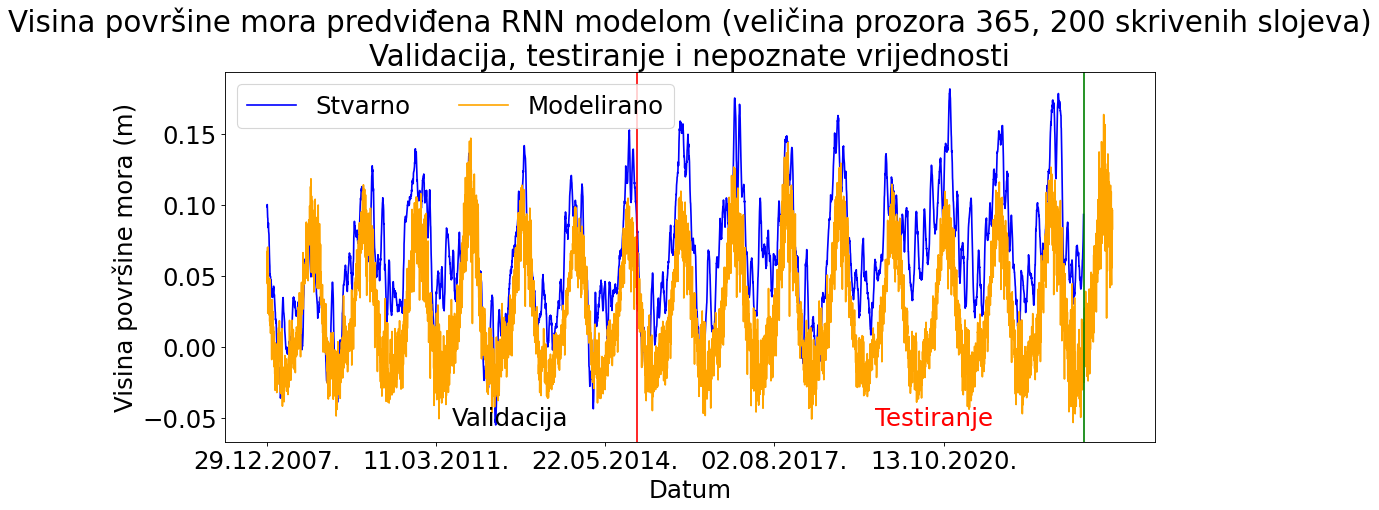 Visina površine mora predviđena RNN modelom (veličina prozora 365, 200 skrivenih slojeva)
Validacija, testiranje i nepoznate vrijednosti
Stvarno
Modelirano
Visina površine mora (m)
0.15
0.10
0.05
0.00
−0.05
Validacija
Testiranje
29.12.2007.
11.03.2011.
22.05.2014.
02.08.2017.
13.10.2020.
Datum